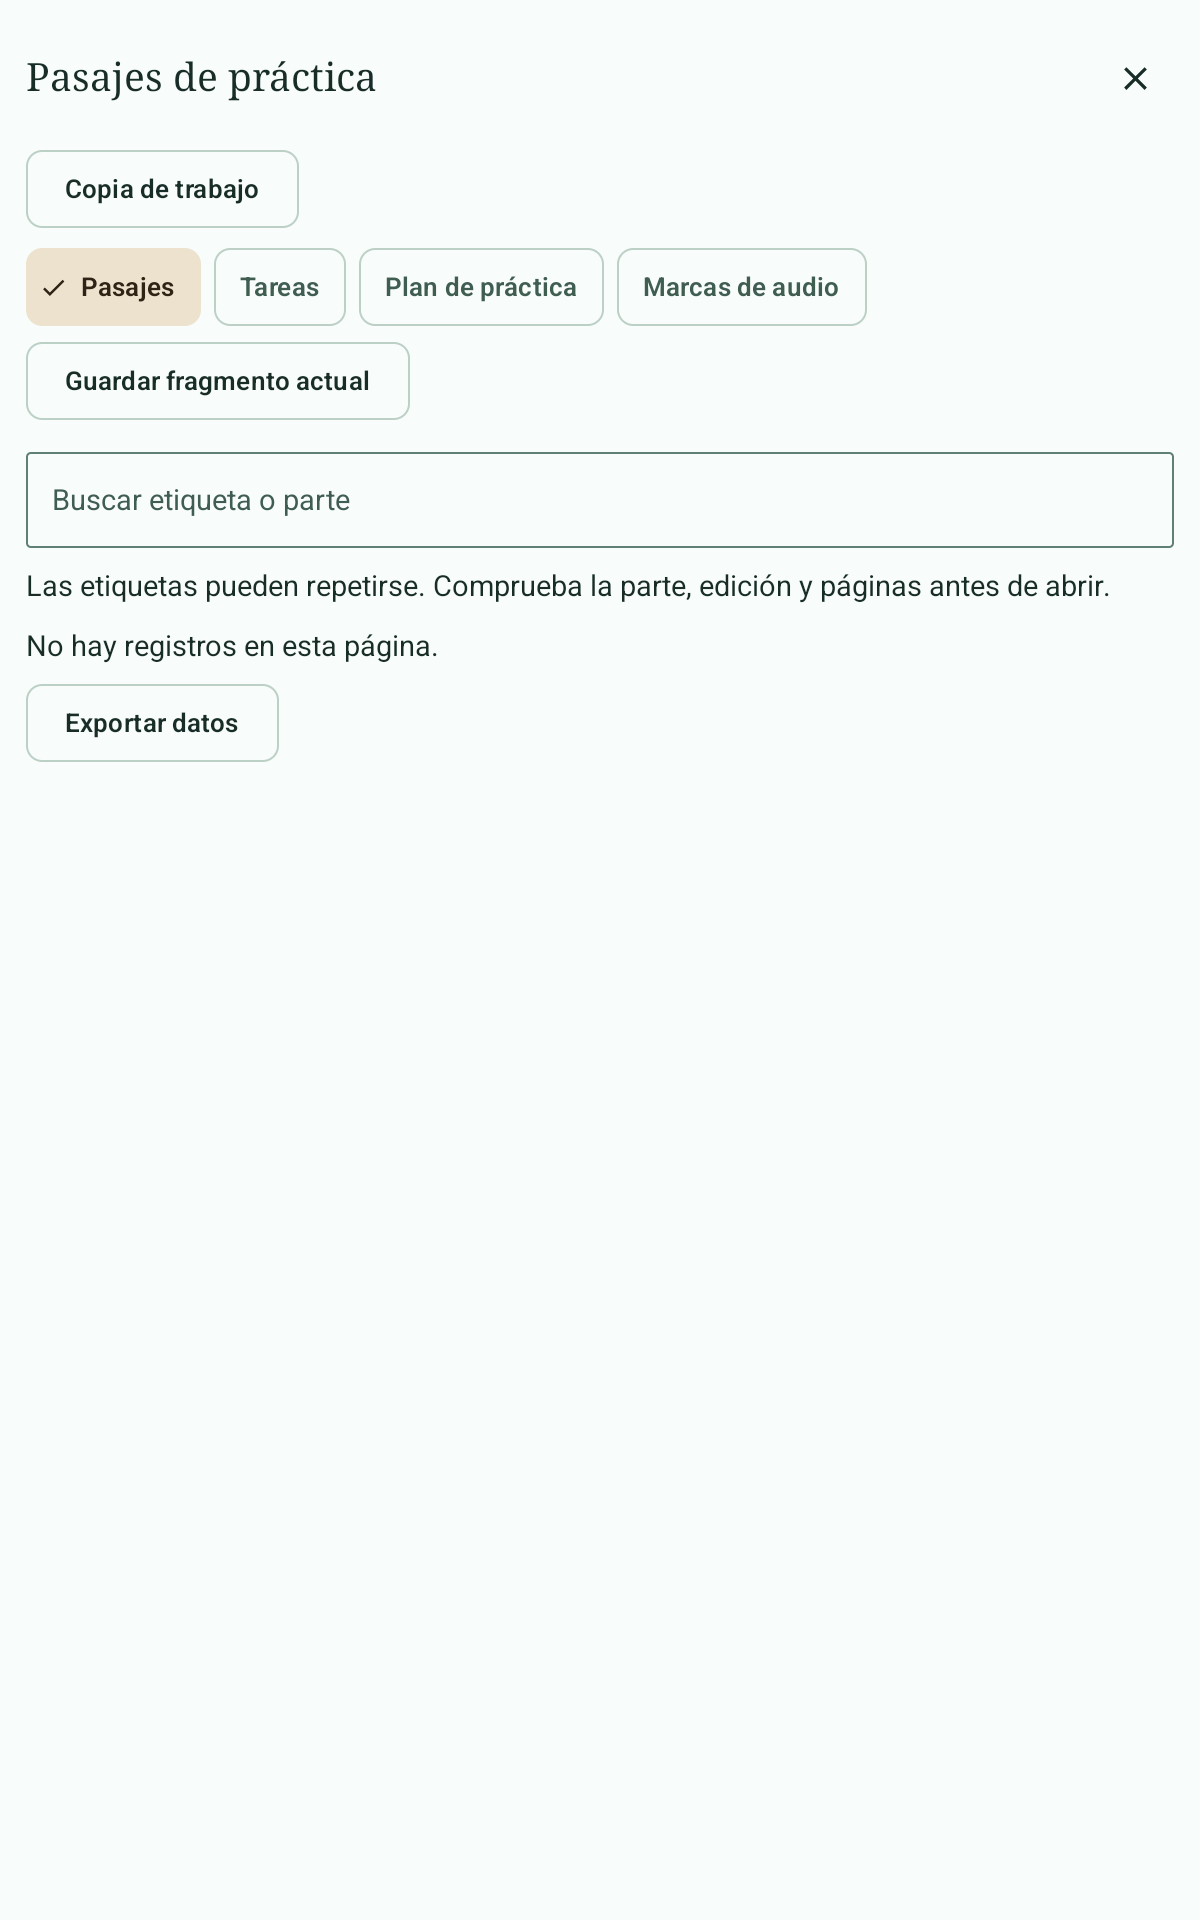 Pasajes de práctica
Copia de trabajo
Pasajes Tareas Plan de práctica Marcas de audio
Guardar fragmento actual
Buscar etiqueta o parte
Las etiquetas pueden repetirse. Comprueba la parte, edición y páginas antes de abrir.
No hay registros en esta página.
Exportar datos